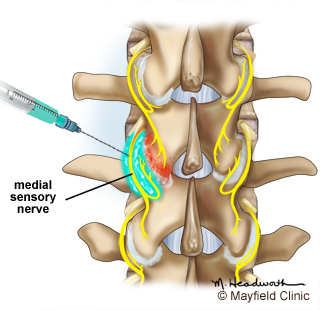 medial
sensory
nerve
M. Headworth
© Mayfield Clinic